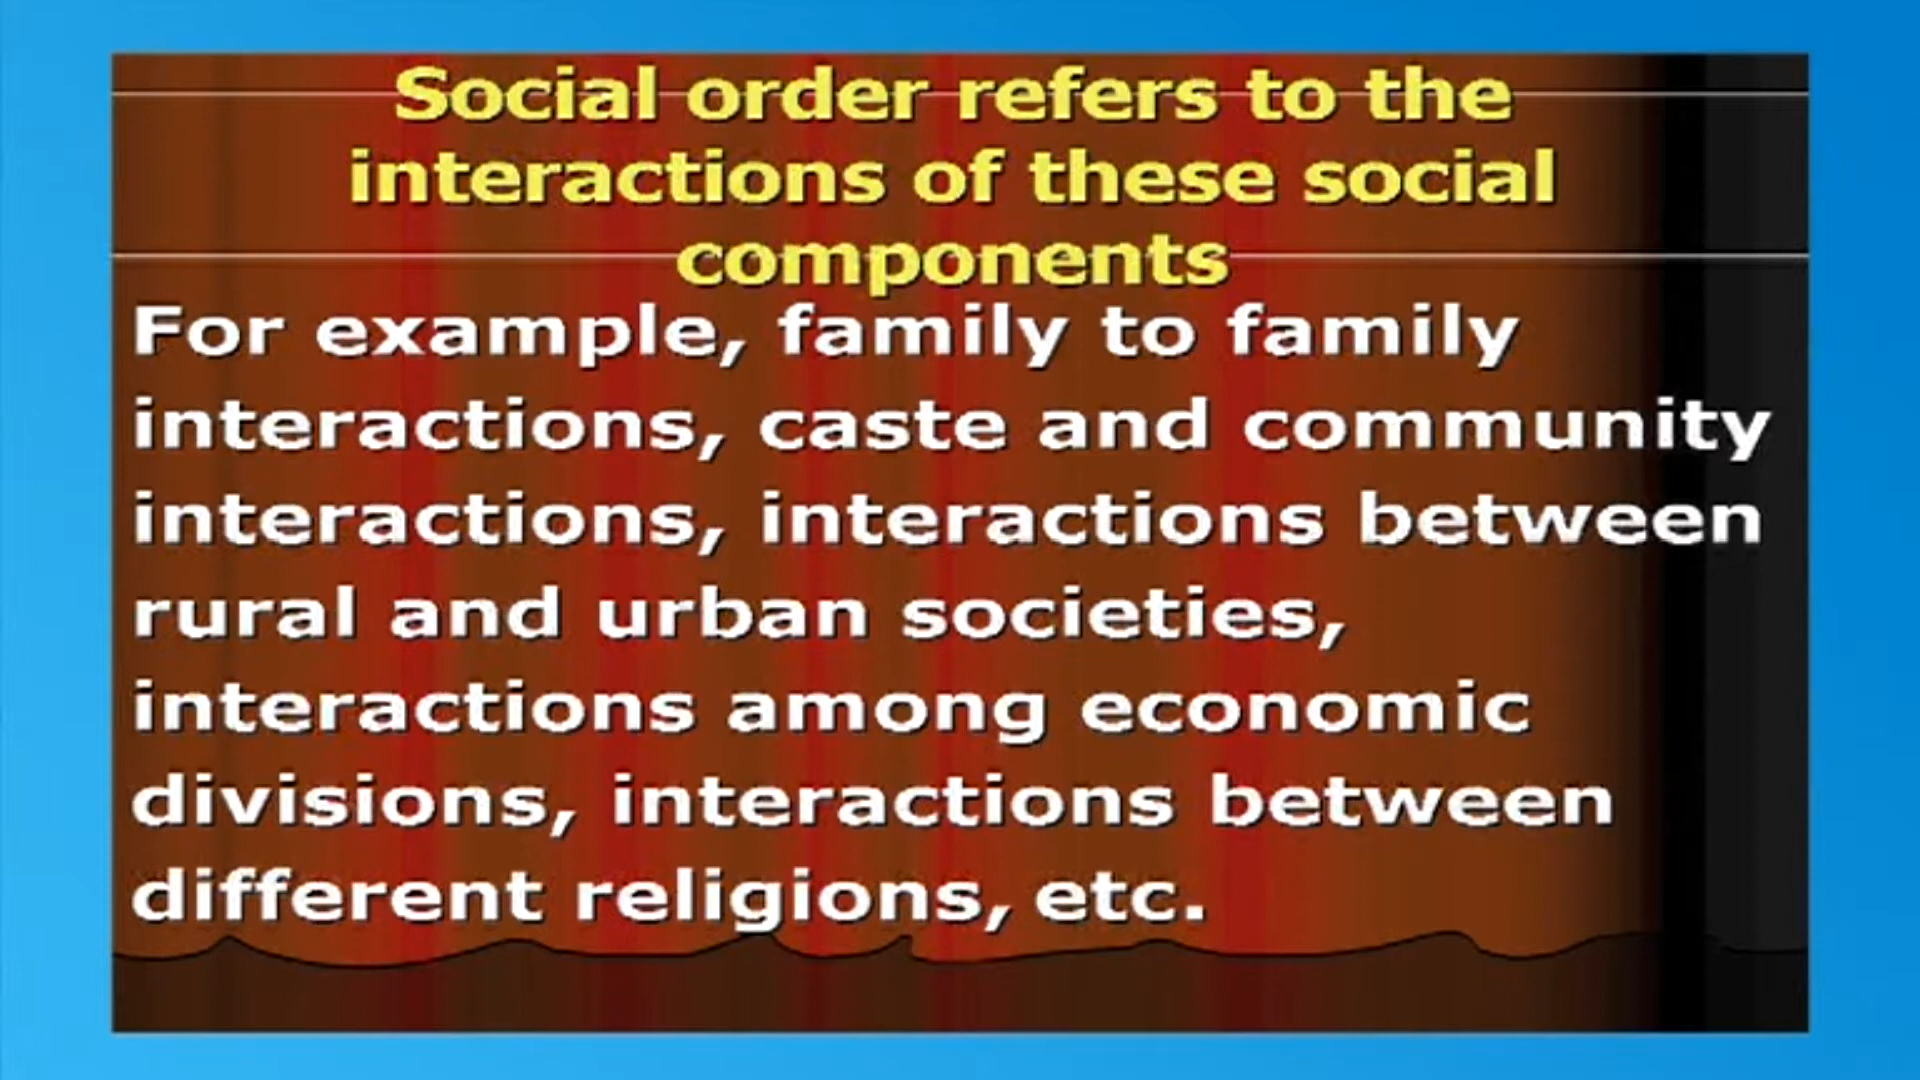 Social order refers to the
interactions of these social
components
For example, family to family
interactions, caste and community
interactions, interactions between
rural and urban societies,
interactions among economic
divisions, interactions between
different religions, etc.